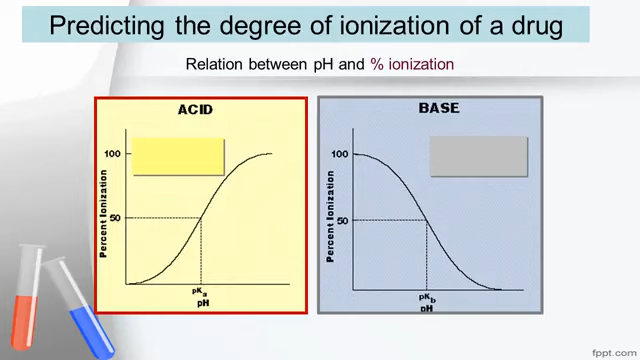 Predicting the degree of ionization of a drug
Relation between pH and % ionization
ACID
100
50
Percent Ionization
pKa
pH
BASE
100
50
Percent Ionization
pKb
pH
fppt.com